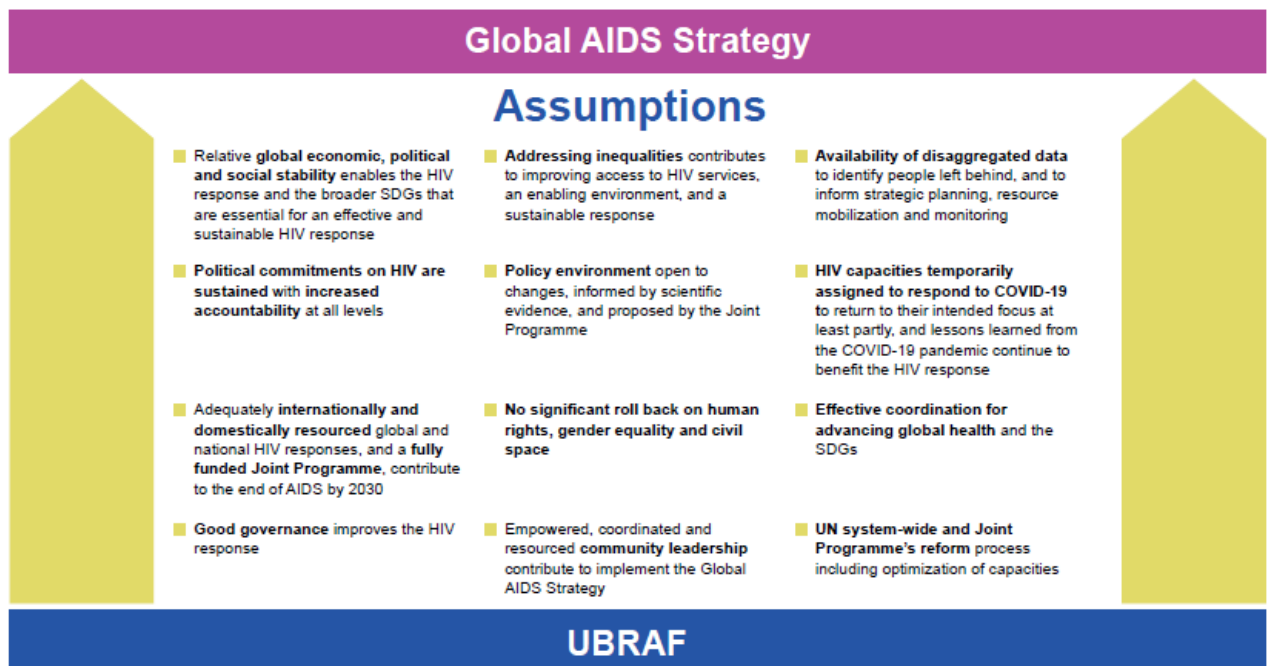 Global AIDS Strategy
Assumptions
Relative global economic, political
and social stability enables the HIV
response and the broader SDGs that
are essential for an effective and
sustainable HIV response
Political commitments on HIV are
sustained with increased
accountability at all levels
Adequately internationally and
domestically resourced global and
national HIV responses, and a fully
funded Joint Programme, contribute
to the end of AIDS by 2030
Good governance improves the HIV
response
Addressing inequalities contributes
to improving access to HIV services,
an enabling environment, and a
sustainable response
Policy environment open to
changes, informed by scientific
evidence, and proposed by the Joint
Programme
No significant roll back on human
rights, gender equality and civil
space
Empowered, coordinated and
resourced community leadership
contribute to implement the Global
AIDS Strategy
Availability of disaggregated data
to identify people left behind, and to
inform strategic planning, resource
mobilization and monitoring
HIV capacities temporarily
assigned to respond to COVID-19
to return to their intended focus at
least partly, and lessons learned from
the COVID-19 pandemic continue to
benefit the HIV response
Effective coordination for
advancing global health and the
SDGs
UN system-wide and Joint
Programme's reform process
including optimization of capacities
UBRAF